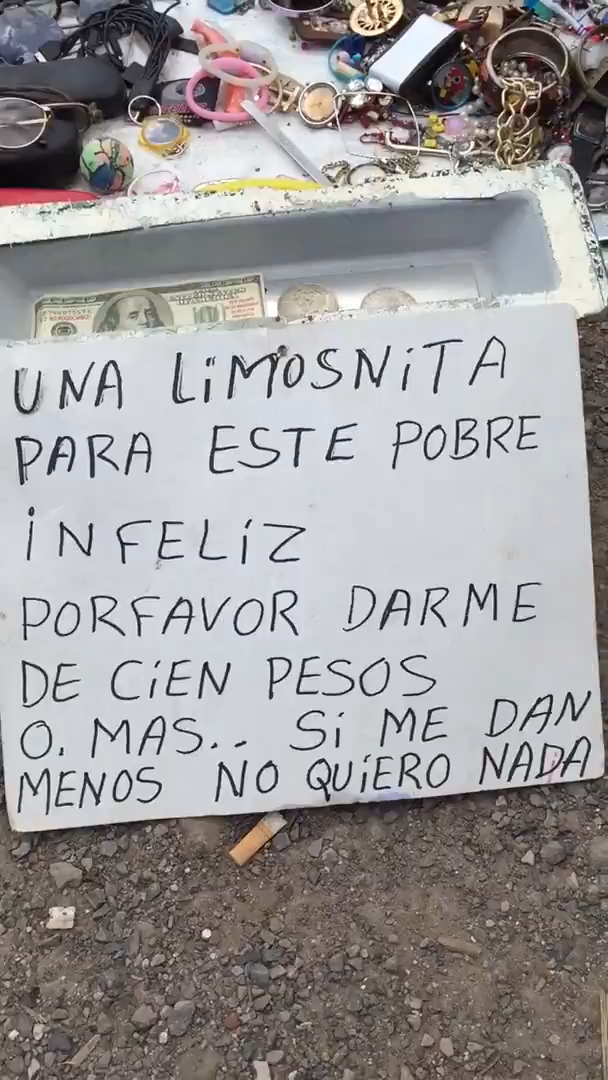 100
UNA LIMOSNITA
PARA ESTE POBRE
INFELIZ
PORFAVOR DARME
DE CIEN PESOS
O. MAS.. SI ME DAN
MENOS NO QUIERO NADA